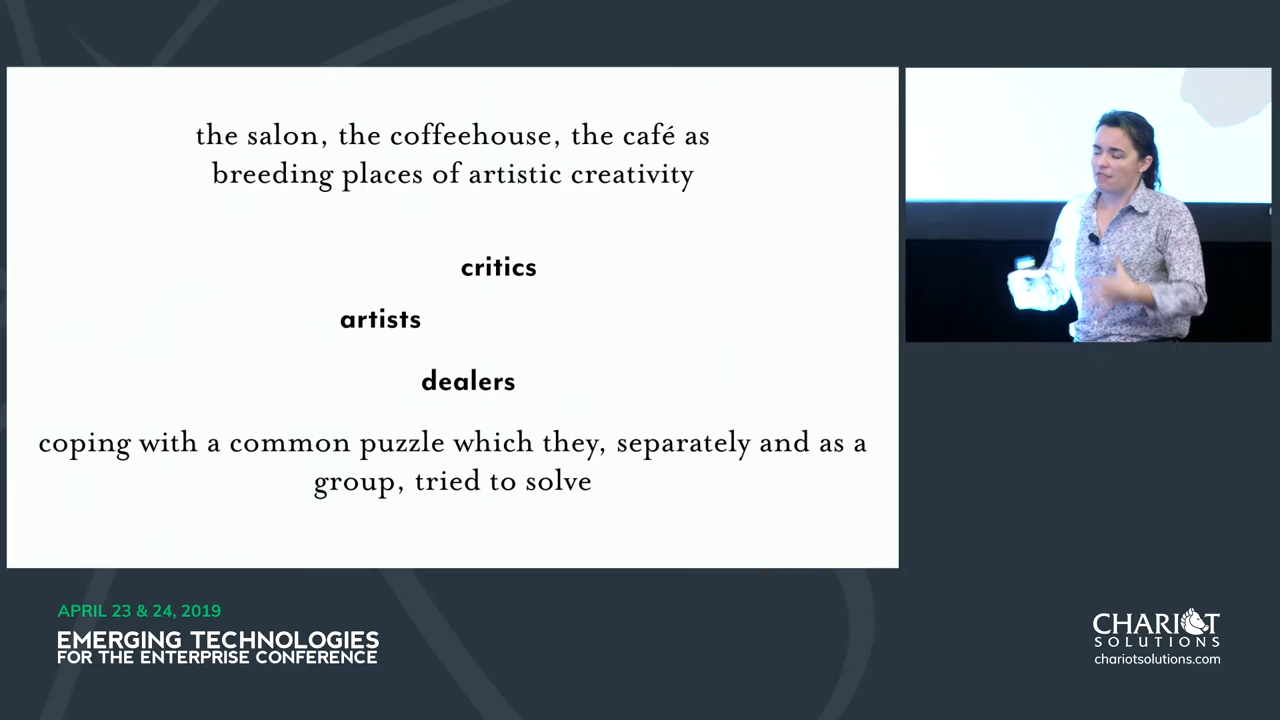 the salon, the coffeehouse, the café as
breeding places of artistic creativity
critics
artists
dealers
coping with a common puzzle which they, separately and as a
group, tried to solve
APRIL 23 & 24, 2019
EMERGING TECHNOLOGIES
FOR THE ENTERPRISE CONFERENCE
CHARIOT
SOLUTIONS
chariotsolutions.com